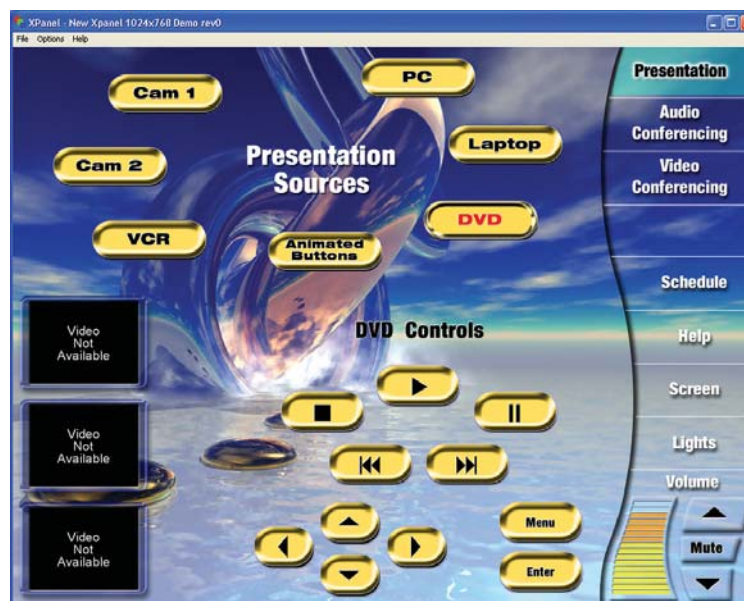 XPanel - New Xpanel 1024x768 Demo rev0
File Options Help
Cam 1
PC
Presentation
Audio
Conferencing
Cam 2
Presentation
Sources
Laptop
Video
Conferencing
VCR
Animated
Buttons
DVD
Schedule
Video
Not
Available
DVD Controls
Help
Screen
Video
Not
Available
Lights
Volume
Video
Not
Available
Menu
Enter
Mute